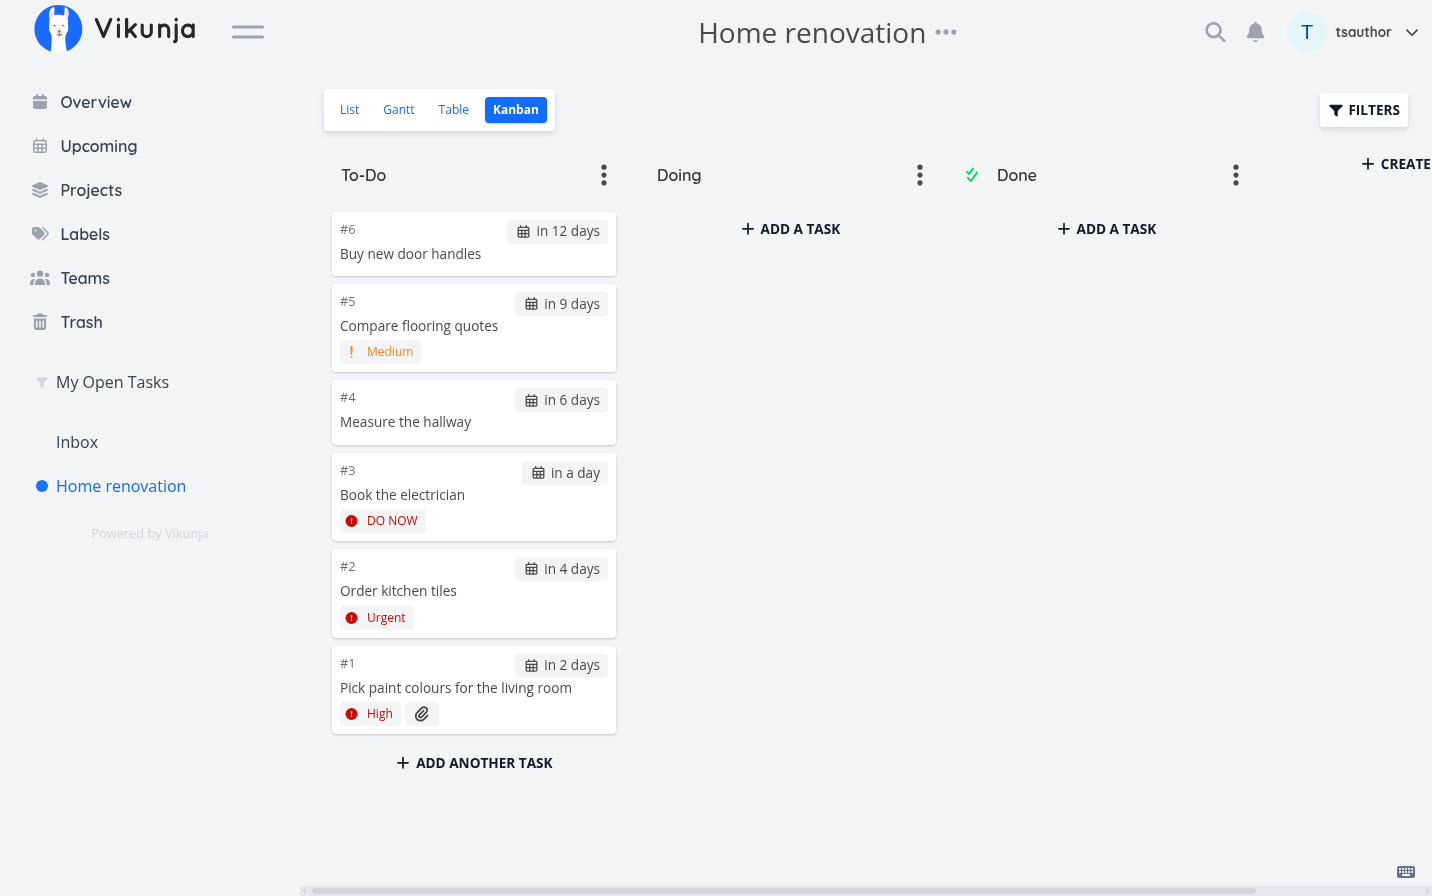 Vikunja
Home renovation
T
tsauthor
Overview
Upcoming
Projects
Labels
Teams
Trash
My Open Tasks
Inbox
Home renovation
Powered by Vikunja
List
Gantt
Table
Kanban
FILTERS
To-Do
#6
in 12 days
Buy new door handles
#5
in 9 days
Compare flooring quotes
Medium
#4
in 6 days
Measure the hallway
#3
in a day
Book the electrician
DO NOW
#2
in 4 days
Order kitchen tiles
Urgent
#1
in 2 days
Pick paint colours for the living room
High
ADD ANOTHER TASK
Doing
ADD A TASK
Done
ADD A TASK
CREATE